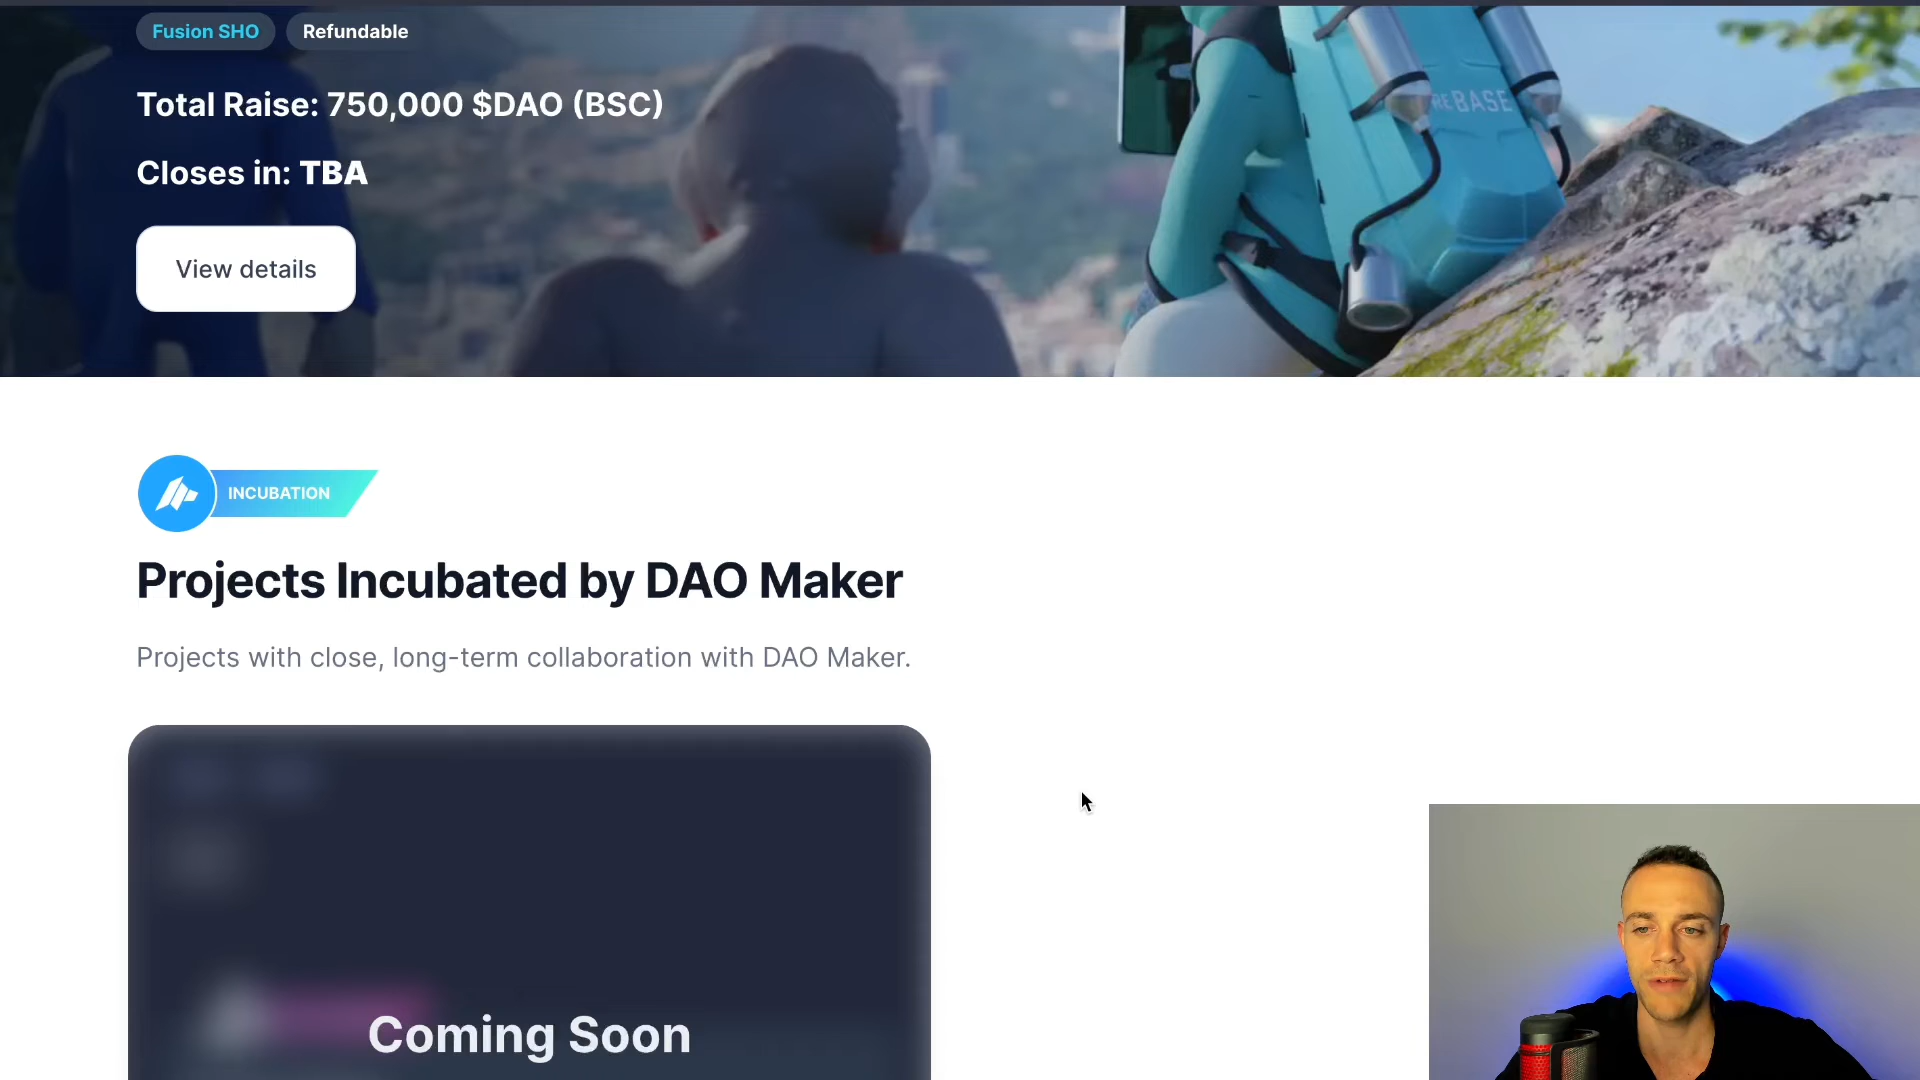 Fusion SHO
Refundable
Total Raise: 750,000 $DAO (BSC)
Closes in: TBA
REBASE
View details
INCUBATION
Projects Incubated by DAO Maker
Projects with close, long-term collaboration with DAO Maker.
Coming Soon